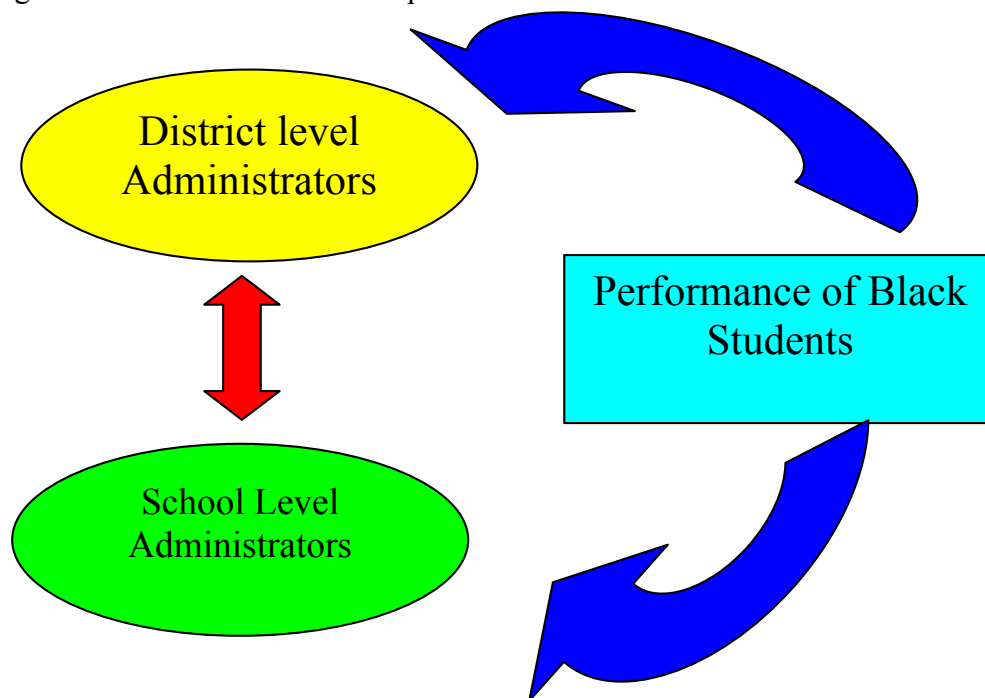 District level
Administrators
Performance of Black
Students
School Level
Administrators